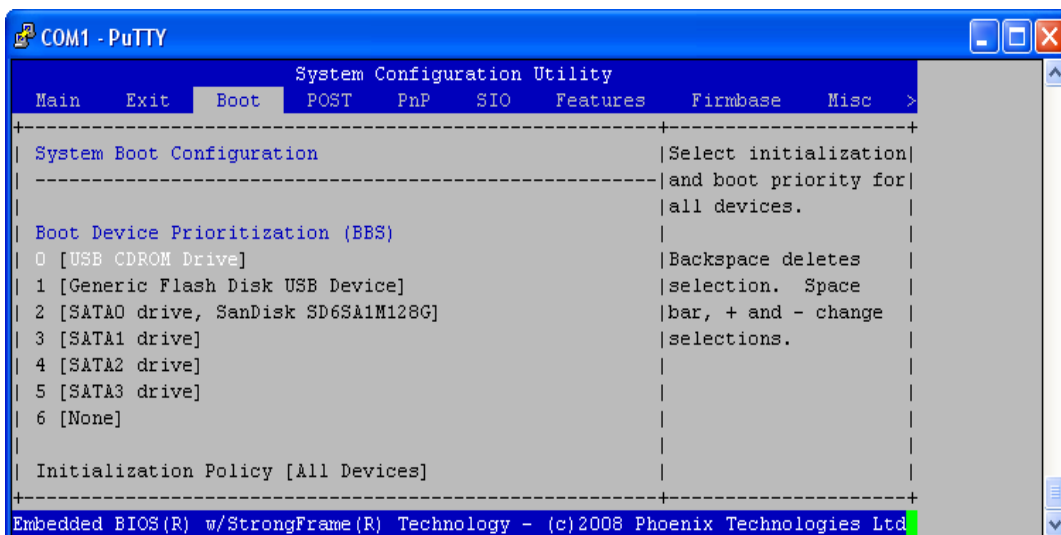 COM1 - PuTTY
System Configuration Utility
Main Exit Boot POST PnP SIO Features Firmbase Misc >
System Boot Configuration
Boot Device Prioritization (BBS)
0 [USB CDROM Drive]
1 [Generic Flash Disk USB Device]
2 [SATA0 drive, SanDisk SD6SA1M128G]
3 [SATA1 drive]
4 [SATA2 drive]
5 [SATA3 drive]
6 [None]
Initialization Policy [All Devices]
Select initialization
and boot priority for
all devices.
Backspace deletes
selection. Space
bar, + and - change
selections.
Embedded BIOS(R) w/StrongFrame(R) Technology - (c)2008 Phoenix Technologies Ltd